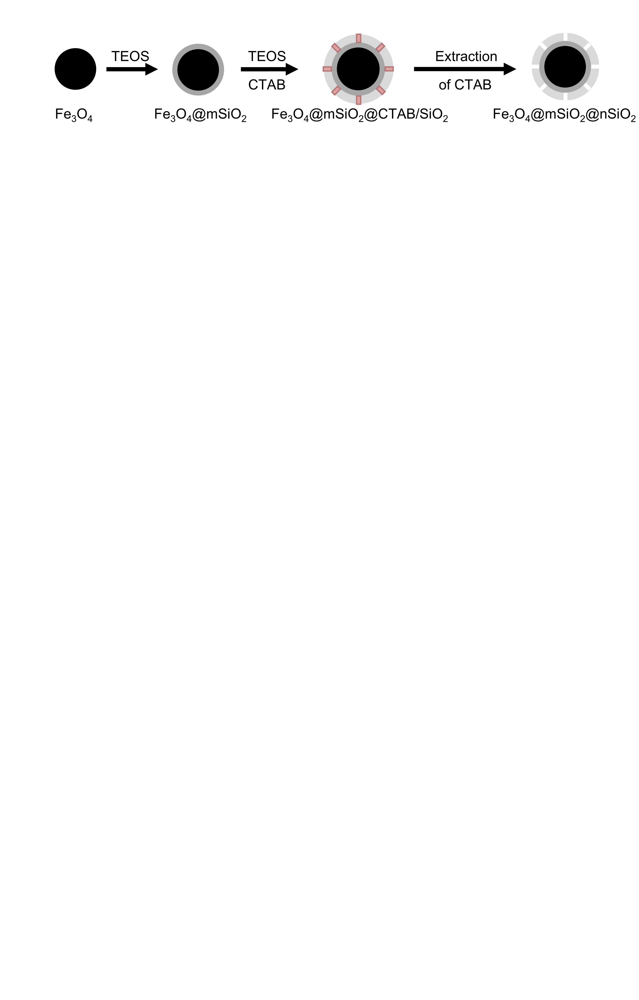 TEOS
TEOS
CTAB
Extraction
of CTAB
Fe₃O₄
Fe₃O₄@mSiO₂
Fe₃O₄@mSiO₂@CTAB/SiO₂
Fe₃O₄@mSiO₂@nSiO₂